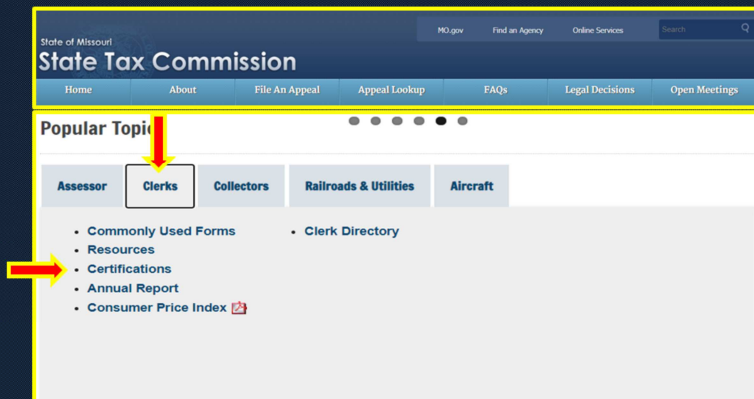 MO.gov Find an Agency Online Services Search
State of Missouri
State Tax Commission
Home About File An Appeal Appeal Lookup FAQs Legal Decisions Open Meetings
Popular
Assessor Clerks Collectors Railroads & Utilities Aircraft
Commonly Used Forms
Resources
Certifications
Annual Report
Consumer Price Index
Clerk Directory